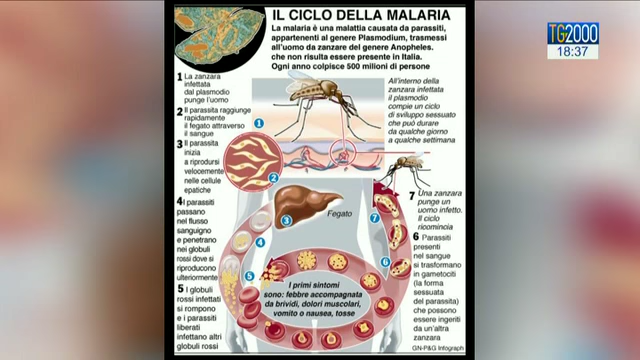 IL CICLO DELLA MALARIA
La malaria è una malattia causata da parassiti,
appartenenti al genere Plasmodium, trasmessi
all'uomo da zanzare del genere Anopheles.
che non risulta essere presente in Italia.
Ogni anno colpisce 500 milioni di persone
TG2000
18:37
1 La zanzara
infettata
dal plasmodio
punge l'uomo
2 Il parassita raggiunge
rapidamente
il fegato attraverso
il sangue
3 Il parassita
inizia
a riprodursi
velocemente
nelle cellule
epatiche
4 I parassiti
passano
nel flusso
sanguigno
e penetrano
nei globuli
rossi dove si
riproducono
ulteriormente
5 I globuli
rossi infettati
si rompono
e i parassiti
liberati
infettano altri
globuli rossi
All'interno della
zanzara infettata
il plasmodio
compie un ciclo
di sviluppo sessuato
che può durare
da qualche giorno
a qualche settimana
1
2
3
Fegato
4
5
6
7
I primi sintomi
sono: febbre accompagnata
da brividi, dolori muscolari,
vomito o nausea, tosse
7
Una zanzara
punge un
uomo infetto.
Il ciclo
ricomincia
6 Parassiti
presenti
nel sangue
si trasformano
in gametociti
(la forma
sessuata
del parassita)
che possono
essere ingeriti
da un'altra
zanzara
GN-P&G Infograph